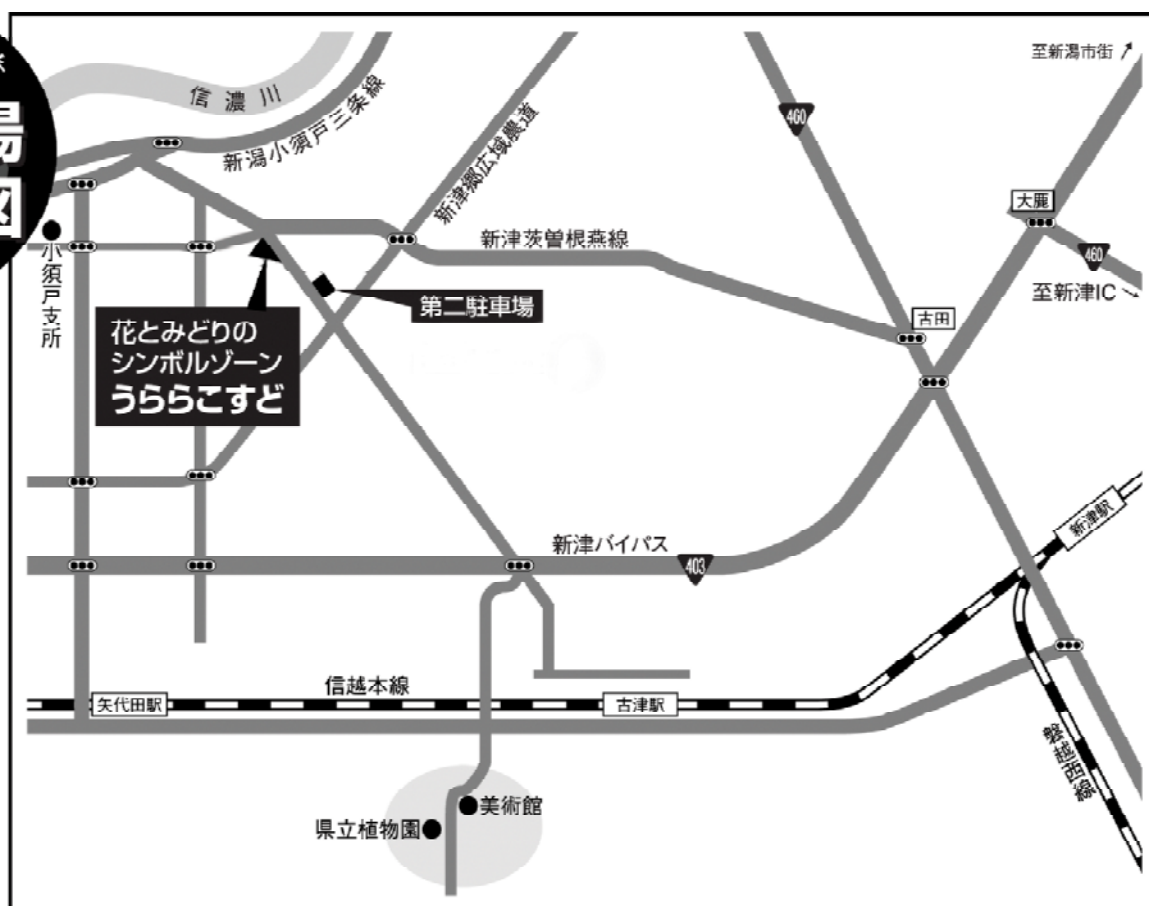 場
図
至新潟市街
信濃川
新潟小須戸三条線
新津郷広域農道
460
大鹿
460
至新津IC
新津茨曽根燕線
小須戸支所
第二駐車場
古田
花とみどりの
シンボルゾーン
うららこすど
新津駅
新津バイパス
403
信越本線
矢代田駅
古津駅
磐越西線
美術館
県立植物園